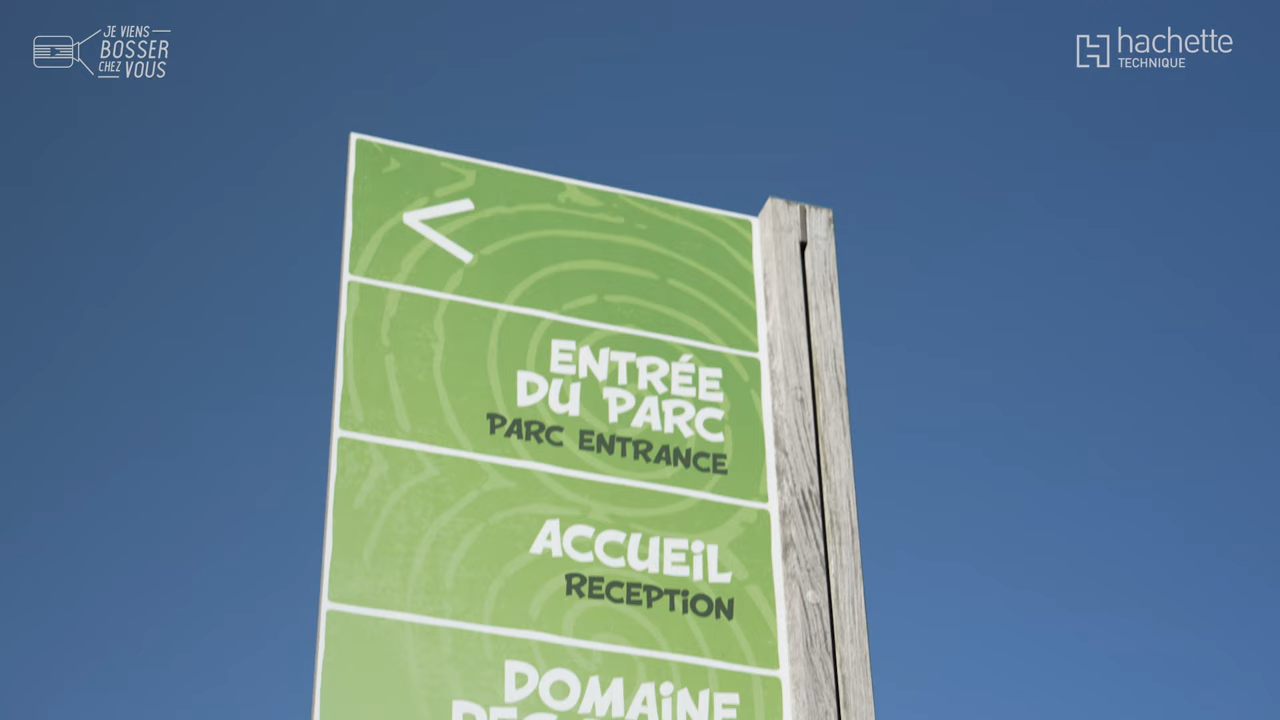 JE VIENS
BOSSER
CHEZ VOUS
hachette
TECHNIQUE
<
ENTRÉE
DU PARC
PARC ENTRANCE
ACCUEiL
RECEPTiON
DOMAiNE